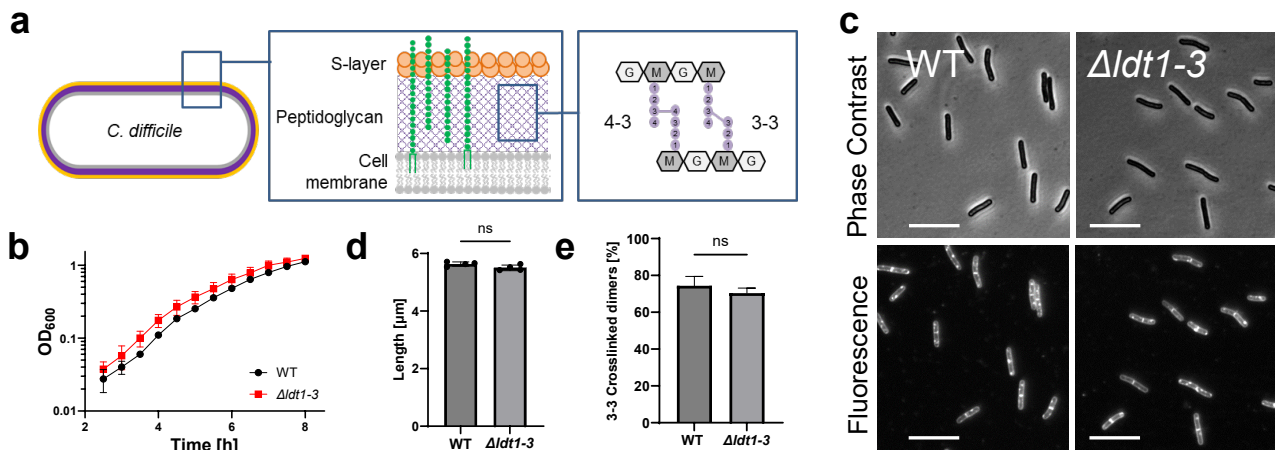 a
C. difficile
S-layer
Peptidoglycan
Cell
membrane
G M G M
1 1
2 2
3 4 3
4 3 4 3
4-3 3-3
2 2
1 1
M G M G
c
WT
Δldt1-3
Phase Contrast
Fluorescence
b
OD600
1
0.1
0.01
2 4 6 8
Time [h]
WT
Δldt1-3
d
ns
Length [µm]
6
4
2
0
WT Δldt1-3
e
ns
3-3 Crosslinked dimers [%]
100
80
60
40
20
0
WT Δldt1-3